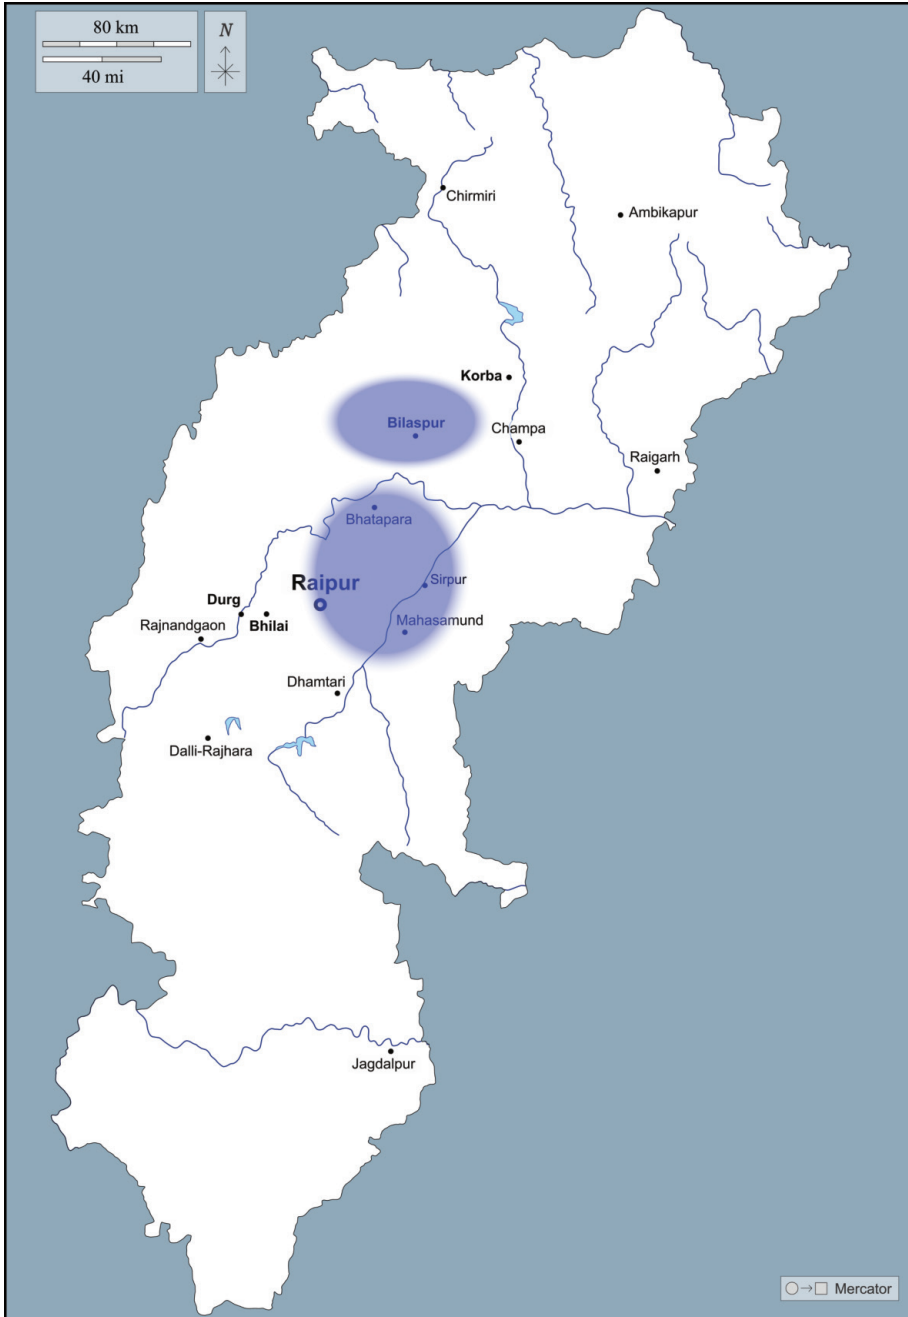 80 km
40 mi
N
Chirmiri
Ambikapur
Korba
Bilaspur
Champa
Raigarh
Bhatapara
Raipur
Sirpur
Durg
Bhilai
Mahasamund
Rajnandgaon
Dhamtari
Dalli-Rajhara
Jagdalpur
Mercator